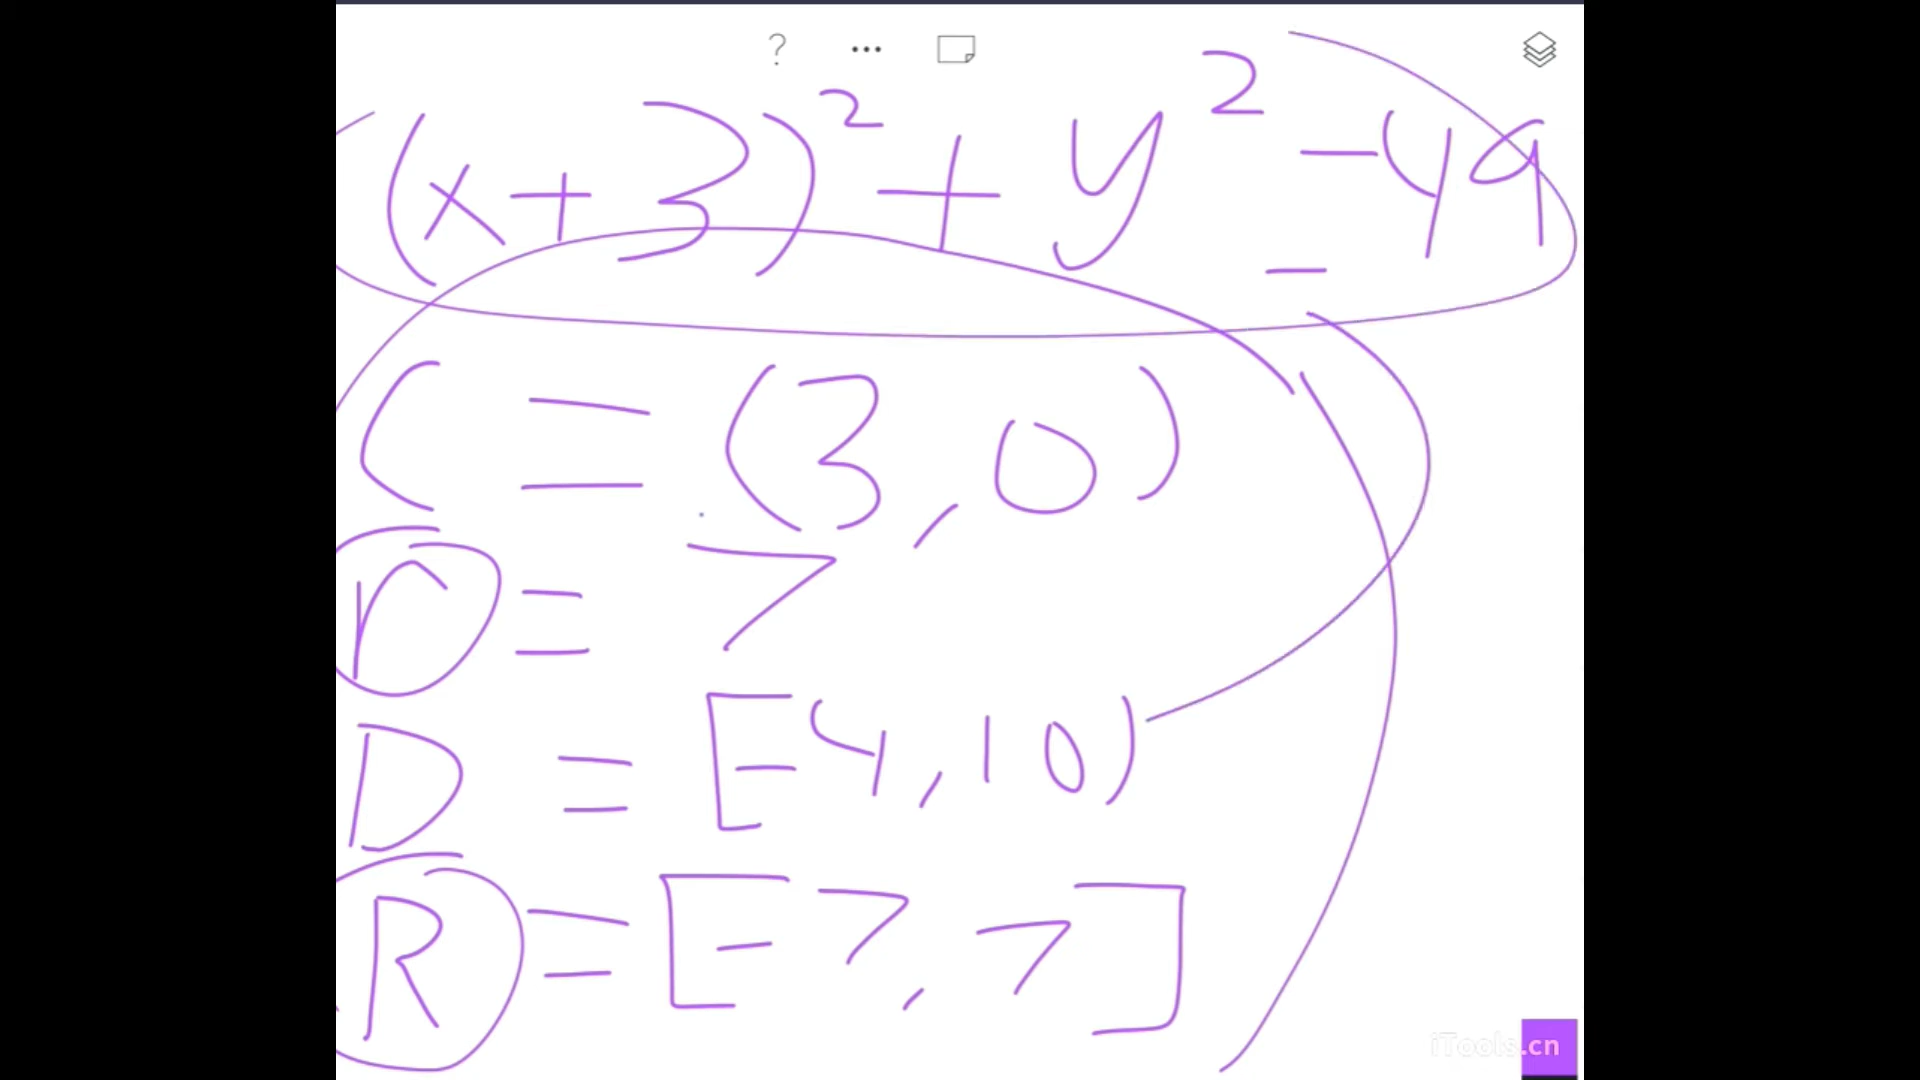 ?
(x+3)² + y² = 49
C = (3, 0)
r = 7
D = [-4, 10)
R = [-7, 7]
iTools.cn